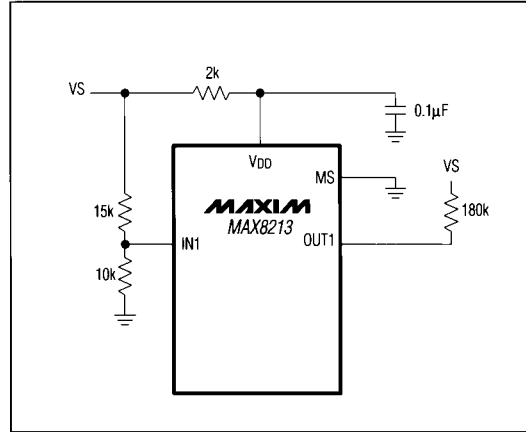 2k
VS
0.1µF
VDD
MS
VS
MAXIM
MAX8213
15k
180k
IN1
OUT1
10k